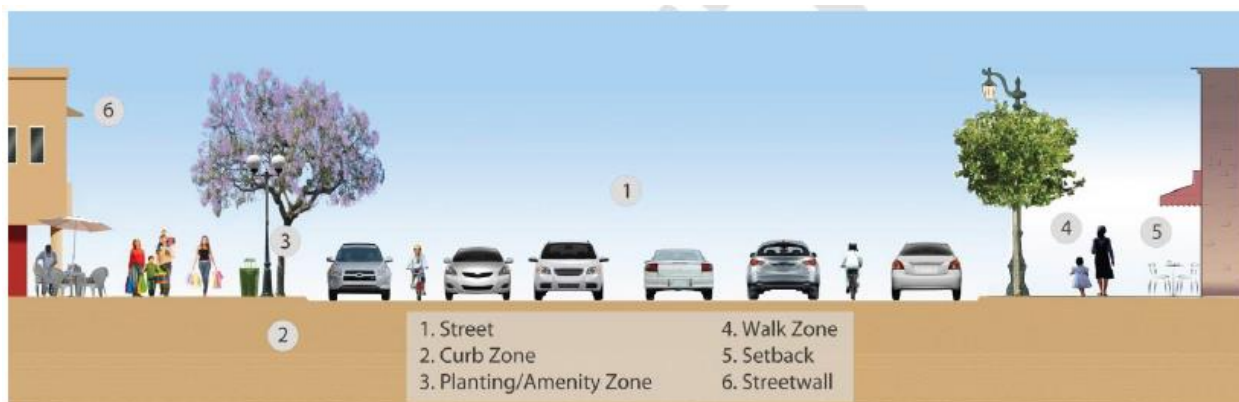 6
1
3
4
5
2
1. Street
2. Curb Zone
3. Planting/Amenity Zone
4. Walk Zone
5. Setback
6. Streetwall